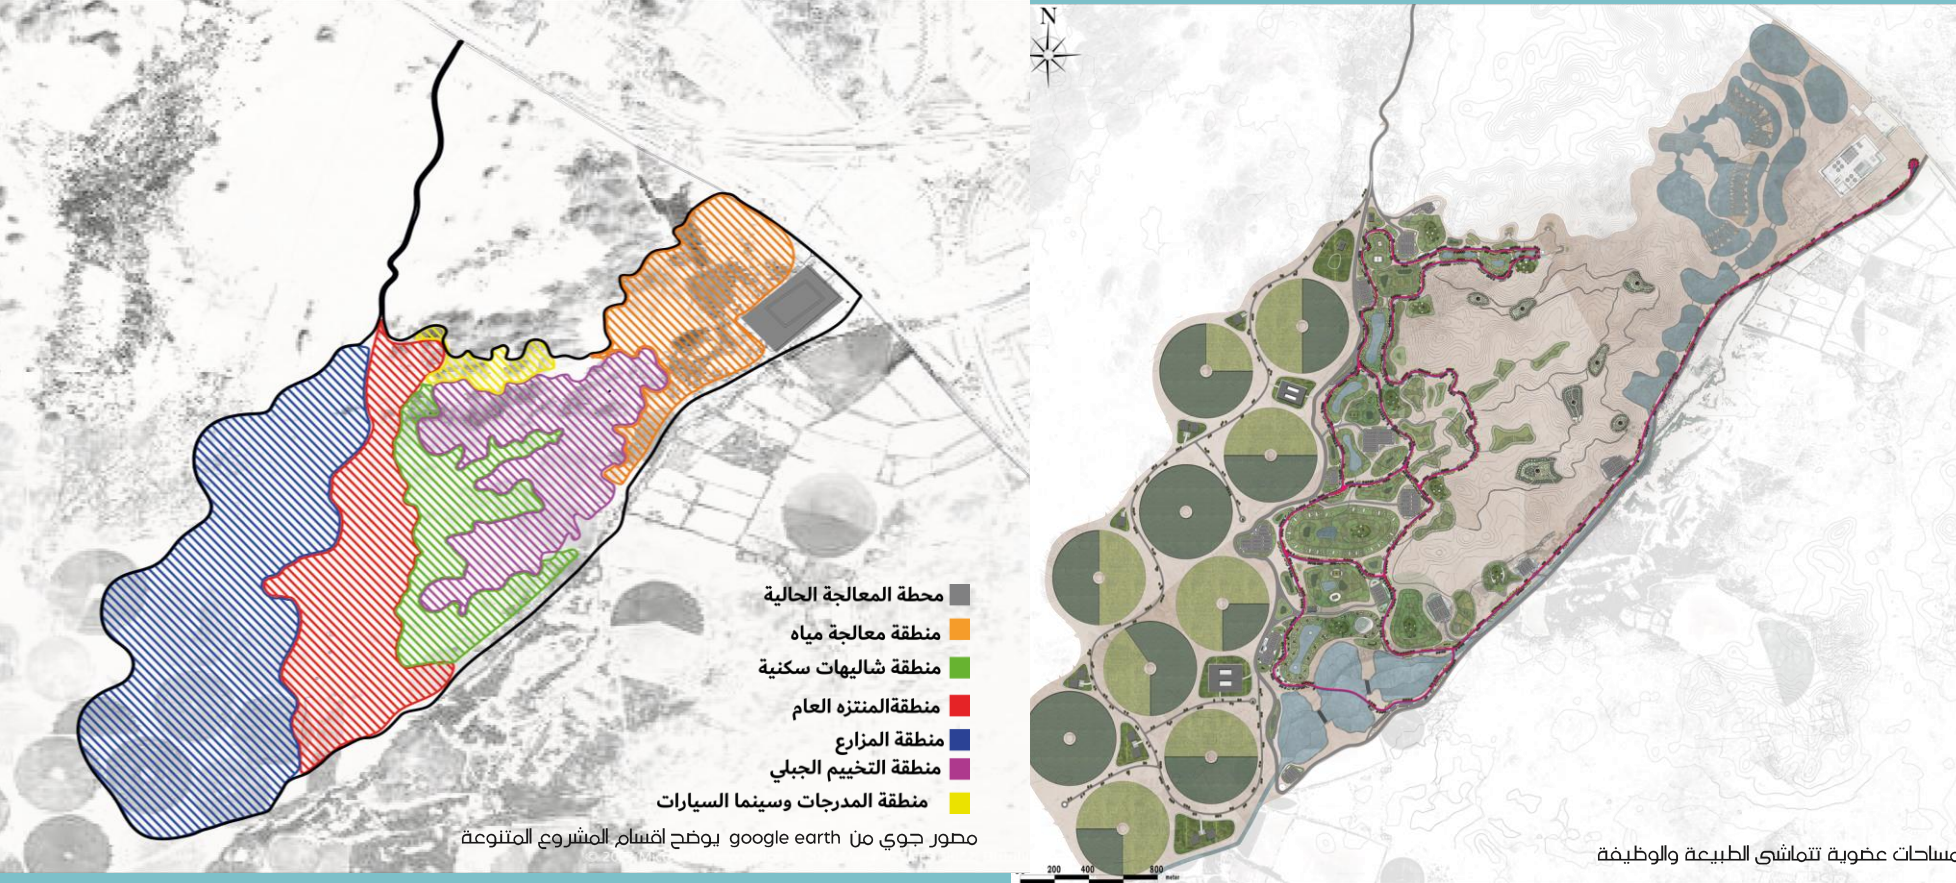 محطة المعالجة الحالية
منطقة معالجة مياه
منطقة شاليهات سكنية
منطقةالمنتزه العام
منطقة المزارع
منطقة التخييم الجبلي
منطقة المدرجات وسينما السيارات
مصور جوي من google earth يوضح اقسام المشروع المتنوعة
N
200 400 800
meter
مساحات عضوية تتماشى الطبيعة والوظيفة